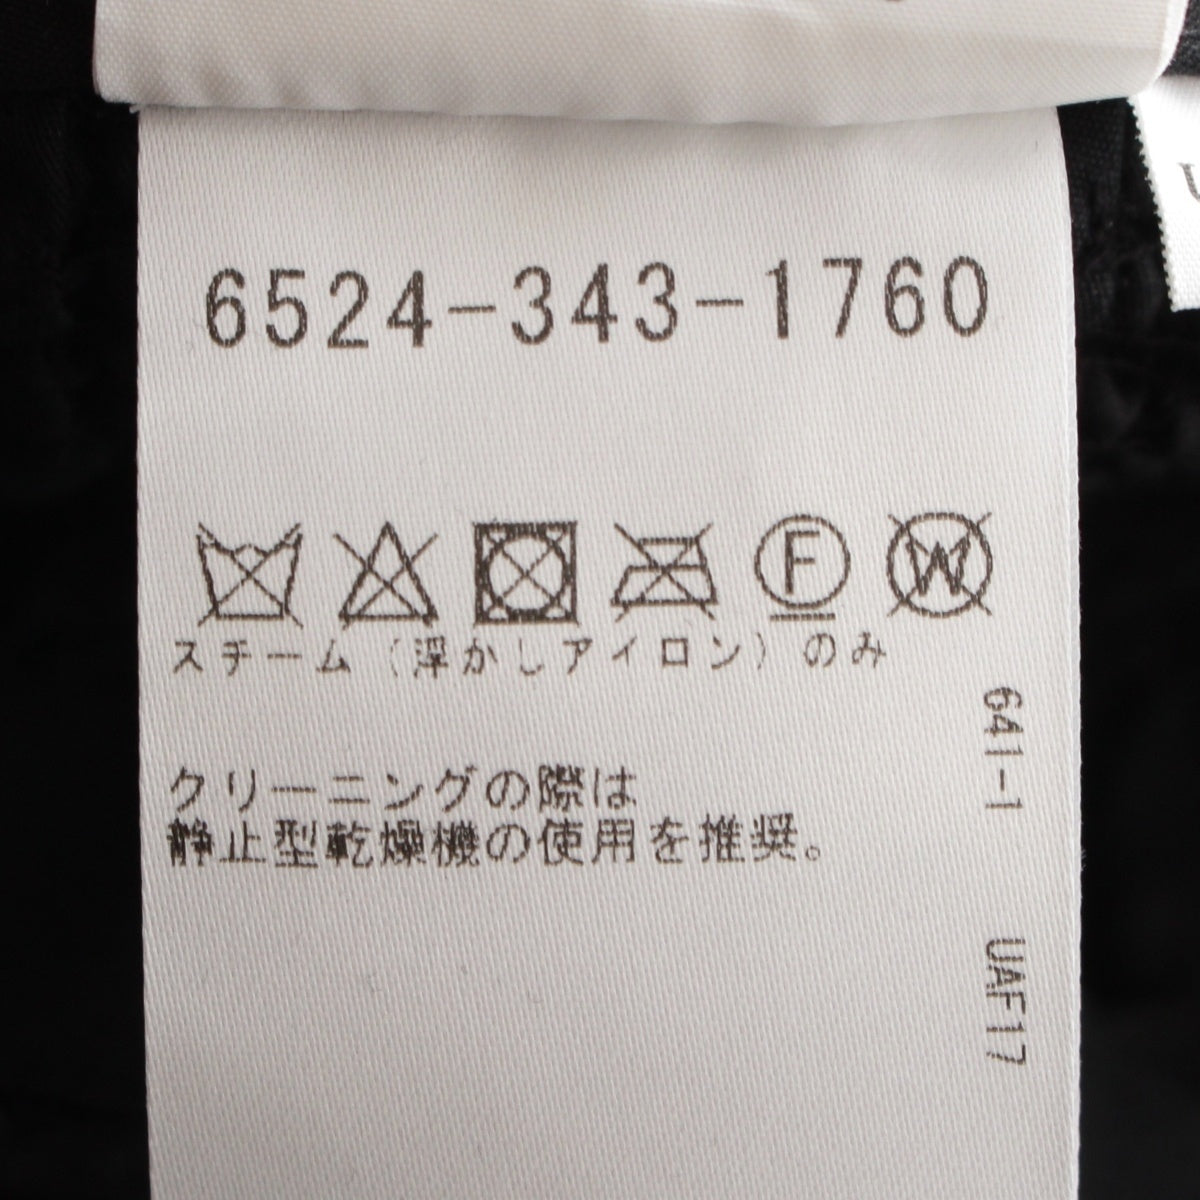 6524-343-1760
F W
スチーム(浮かしアイロン)のみ
641-1
クリーニングの際は
静止型乾燥機の使用を推奨。
UAF17